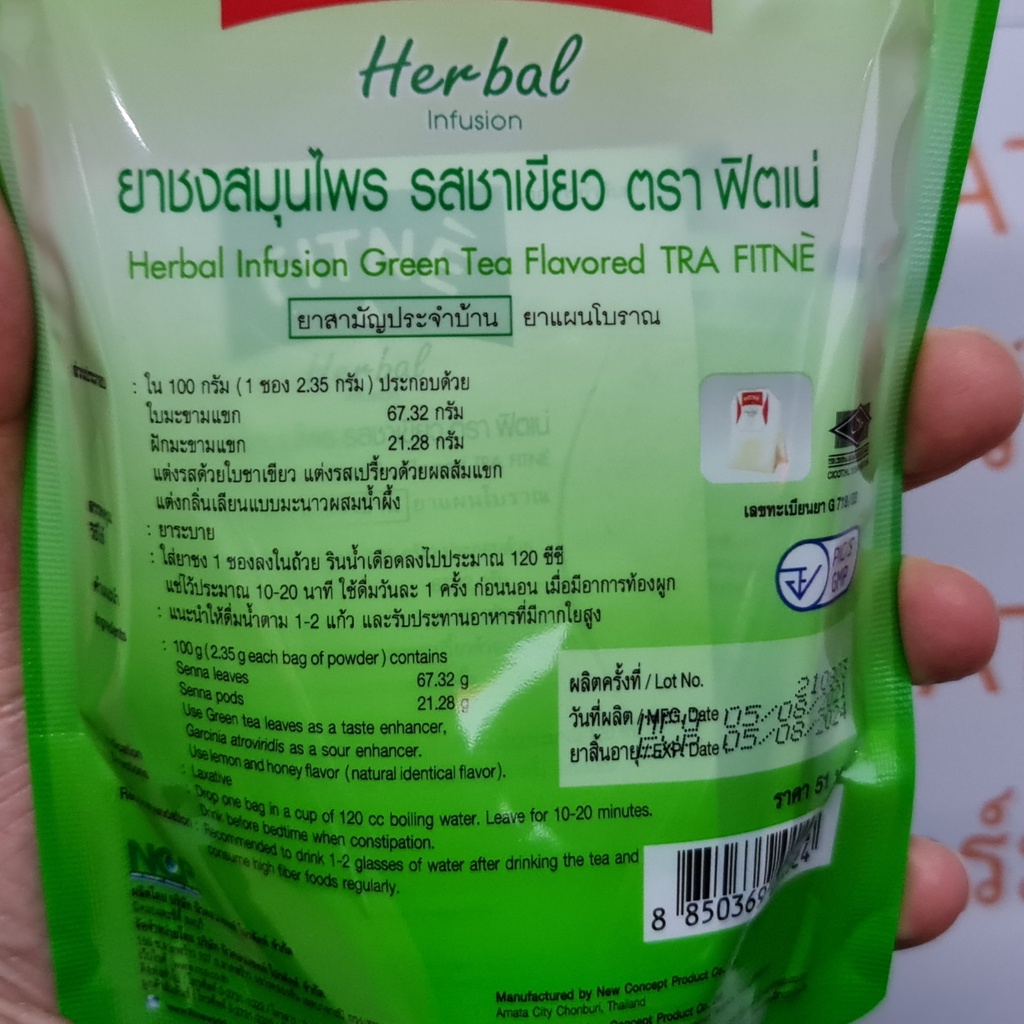 Herbal
Infusion
ยาชงสมุนไพร รสชาเขียว ตรา ฟิตเน่
Herbal Infusion Green Tea Flavored TRA FITNÈ
ยาสามัญประจำบ้าน ยาแผนโบราณ
: ใน 100 กรัม (1 ซอง 2.35 กรัม) ประกอบด้วย
ใบมะขามแขก 67.32 กรัม
ฝักมะขามแขก 21.28 กรัม
แต่งรสด้วยใบชาเขียว แต่งรสเปรี้ยวด้วยผลส้มแขก
แต่งกลิ่นเลียนแบบมะนาวผสมน้ำผึ้ง
: ยาระบาย
: ใส่ยาชง 1 ซองลงในถ้วย รินน้ำเดือดลงไปประมาณ 120 ซีซี
แช่ไว้ประมาณ 10-20 นาที ใช้ดื่มวันละ 1 ครั้ง ก่อนนอน เมื่อมีอาการท้องผูก
: แนะนำให้ดื่มน้ำตาม 1-2 แก้ว และรับประทานอาหารที่มีกากใยสูง
เลขทะเบียนยา G
PIC/S
GMP
: 100 g (2.35 g each bag of powder) contains
Senna leaves 67.32 g
Senna pods 21.28 g
Use Green tea leaves as a taste enhancer,
Garcinia atroviridis as a sour enhancer.
Use lemon and honey flavor (natural identical flavor).
: Laxative
: Drop one bag in a cup of 120 cc boiling water. Leave for 10-20 minutes.
Drink before bedtime when constipation.
: Recommended to drink 1-2 glasses of water after drinking the tea and
consume high fiber foods regularly.
ผลิตครั้งที่ / Lot No.
วันที่ผลิต / MFG. Date 05/08/
ยาสิ้นอายุ / EXP. Date 05/08/2024
ราคา 51
8 850369
Manufactured by New Concept Product
Amata City Chonburi, Thailand